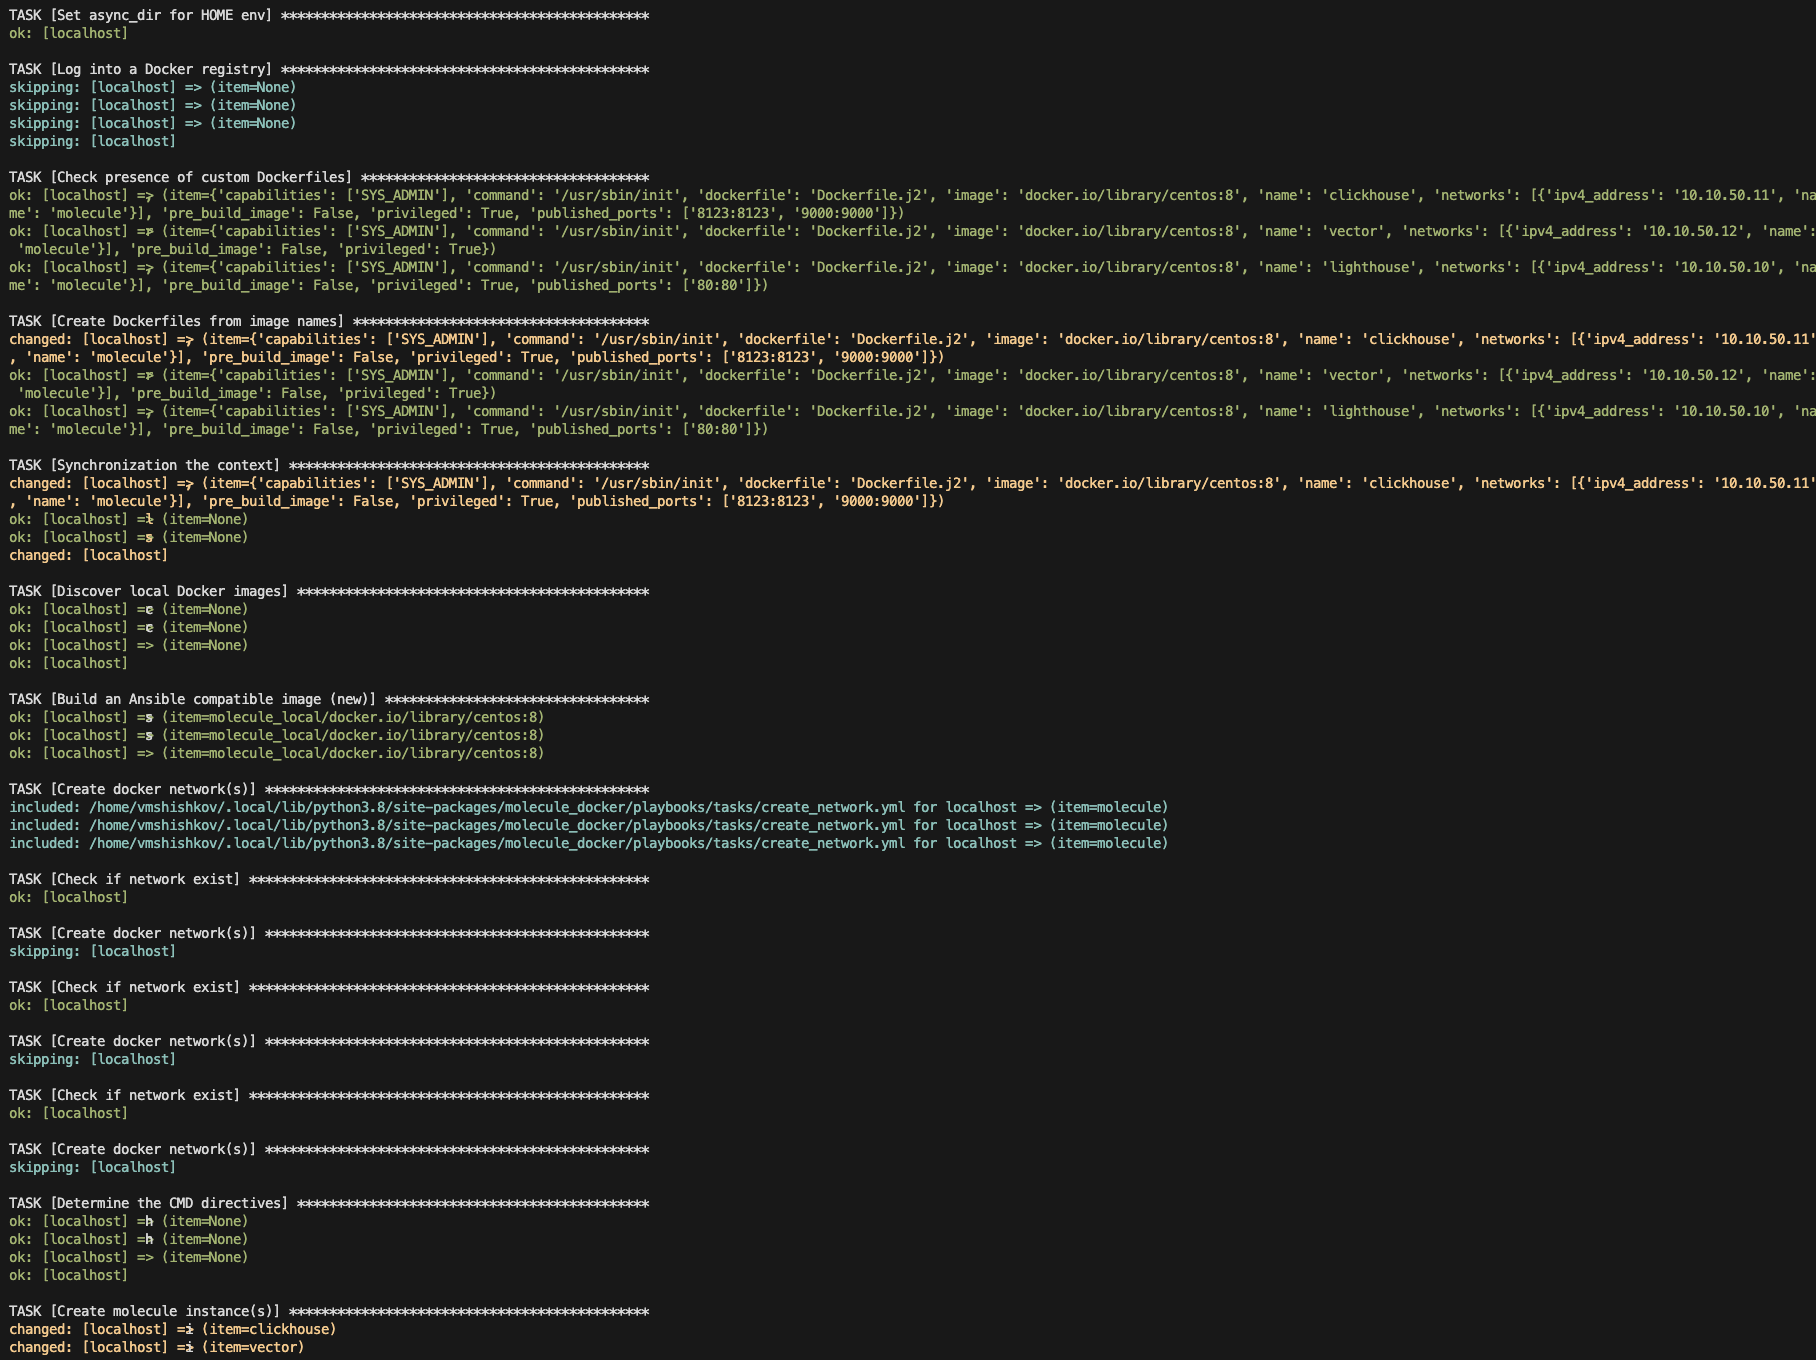 TASK [Set async_dir for HOME env] **********************************************
ok: [localhost]
TASK [Log into a Docker registry] **********************************************
skipping: [localhost] => (item=None)
skipping: [localhost] => (item=None)
skipping: [localhost] => (item=None)
skipping: [localhost]
TASK [Check presence of custom Dockerfiles] ************************************
ok: [localhost] => (item={'capabilities': ['SYS_ADMIN'], 'command': '/usr/sbin/init', 'dockerfile': 'Dockerfile.j2', 'image': 'docker.io/library/centos:8', 'name': 'clickhouse', 'networks': [{'ipv4_address': '10.10.50.11', 'na
me': 'molecule'}], 'pre_build_image': False, 'privileged': True, 'published_ports': ['8123:8123', '9000:9000']})
ok: [localhost] => (item={'capabilities': ['SYS_ADMIN'], 'command': '/usr/sbin/init', 'dockerfile': 'Dockerfile.j2', 'image': 'docker.io/library/centos:8', 'name': 'vector', 'networks': [{'ipv4_address': '10.10.50.12', 'name':
'molecule'}], 'pre_build_image': False, 'privileged': True})
ok: [localhost] => (item={'capabilities': ['SYS_ADMIN'], 'command': '/usr/sbin/init', 'dockerfile': 'Dockerfile.j2', 'image': 'docker.io/library/centos:8', 'name': 'lighthouse', 'networks': [{'ipv4_address': '10.10.50.10', 'na
me': 'molecule'}], 'pre_build_image': False, 'privileged': True, 'published_ports': ['80:80']})
TASK [Create Dockerfiles from image names] *************************************
changed: [localhost] => (item={'capabilities': ['SYS_ADMIN'], 'command': '/usr/sbin/init', 'dockerfile': 'Dockerfile.j2', 'image': 'docker.io/library/centos:8', 'name': 'clickhouse', 'networks': [{'ipv4_address': '10.10.50.11'
, 'name': 'molecule'}], 'pre_build_image': False, 'privileged': True, 'published_ports': ['8123:8123', '9000:9000']})
ok: [localhost] => (item={'capabilities': ['SYS_ADMIN'], 'command': '/usr/sbin/init', 'dockerfile': 'Dockerfile.j2', 'image': 'docker.io/library/centos:8', 'name': 'vector', 'networks': [{'ipv4_address': '10.10.50.12', 'name':
'molecule'}], 'pre_build_image': False, 'privileged': True})
ok: [localhost] => (item={'capabilities': ['SYS_ADMIN'], 'command': '/usr/sbin/init', 'dockerfile': 'Dockerfile.j2', 'image': 'docker.io/library/centos:8', 'name': 'lighthouse', 'networks': [{'ipv4_address': '10.10.50.10', 'na
me': 'molecule'}], 'pre_build_image': False, 'privileged': True, 'published_ports': ['80:80']})
TASK [Synchronization the context] *********************************************
changed: [localhost] => (item={'capabilities': ['SYS_ADMIN'], 'command': '/usr/sbin/init', 'dockerfile': 'Dockerfile.j2', 'image': 'docker.io/library/centos:8', 'name': 'clickhouse', 'networks': [{'ipv4_address': '10.10.50.11'
, 'name': 'molecule'}], 'pre_build_image': False, 'privileged': True, 'published_ports': ['8123:8123', '9000:9000']})
ok: [localhost] => (item=None)
ok: [localhost] => (item=None)
changed: [localhost]
TASK [Discover local Docker images] ********************************************
ok: [localhost] => (item=None)
ok: [localhost] => (item=None)
ok: [localhost] => (item=None)
ok: [localhost]
TASK [Build an Ansible compatible image (new)] *********************************
ok: [localhost] => (item=molecule_local/docker.io/library/centos:8)
ok: [localhost] => (item=molecule_local/docker.io/library/centos:8)
ok: [localhost] => (item=molecule_local/docker.io/library/centos:8)
TASK [Create docker network(s)] ************************************************
included: /home/vmshishkov/.local/lib/python3.8/site-packages/molecule_docker/playbooks/tasks/create_network.yml for localhost => (item=molecule)
included: /home/vmshishkov/.local/lib/python3.8/site-packages/molecule_docker/playbooks/tasks/create_network.yml for localhost => (item=molecule)
included: /home/vmshishkov/.local/lib/python3.8/site-packages/molecule_docker/playbooks/tasks/create_network.yml for localhost => (item=molecule)
TASK [Check if network exist] **************************************************
ok: [localhost]
TASK [Create docker network(s)] ************************************************
skipping: [localhost]
TASK [Check if network exist] **************************************************
ok: [localhost]
TASK [Create docker network(s)] ************************************************
skipping: [localhost]
TASK [Check if network exist] **************************************************
ok: [localhost]
TASK [Create docker network(s)] ************************************************
skipping: [localhost]
TASK [Determine the CMD directives] ********************************************
ok: [localhost] => (item=None)
ok: [localhost] => (item=None)
ok: [localhost] => (item=None)
ok: [localhost]
TASK [Create molecule instance(s)] *********************************************
changed: [localhost] => (item=clickhouse)
changed: [localhost] => (item=vector)